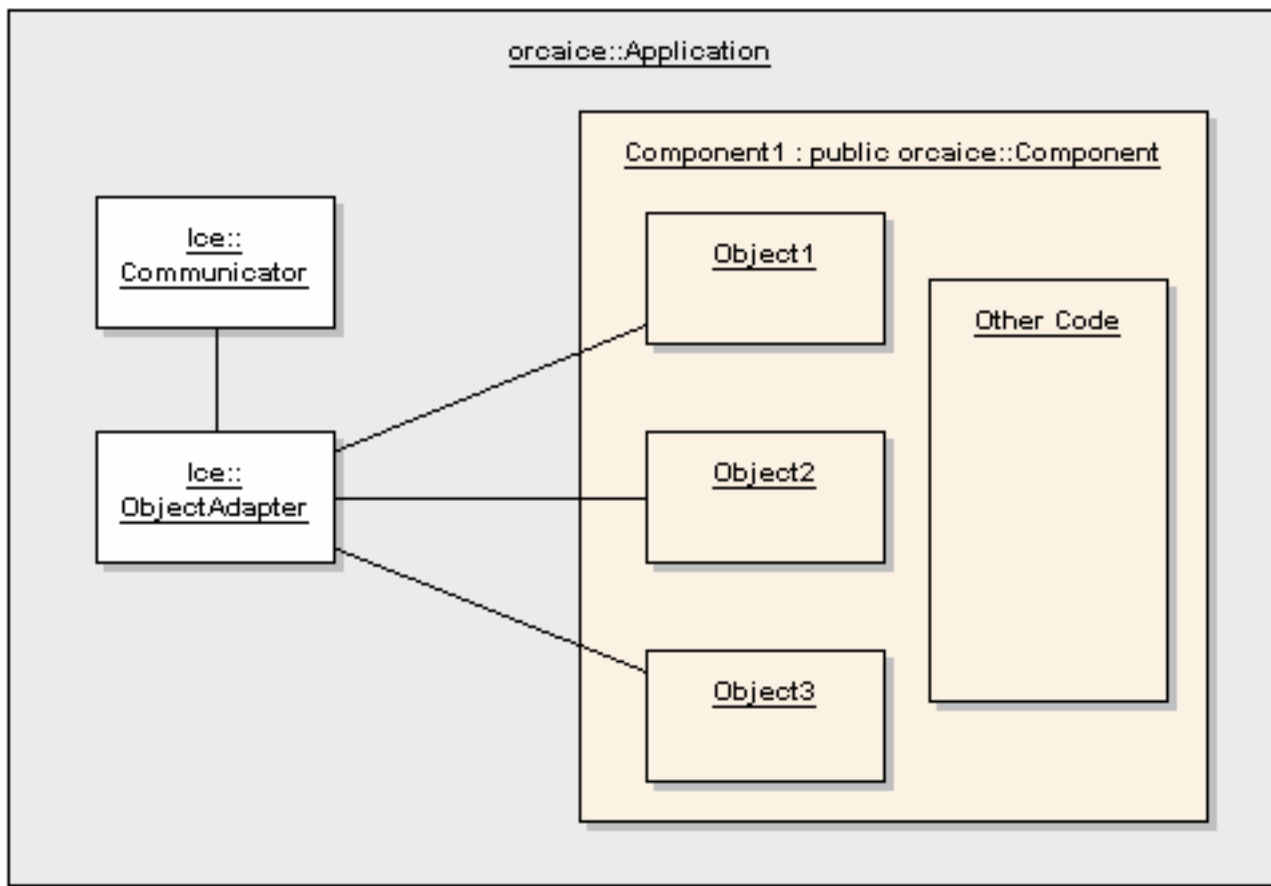 orcaice::Application
Component1 : public orcaice::Component
Ice::
Communicator
Object1
Other Code
Ice::
ObjectAdapter
Object2
Object3